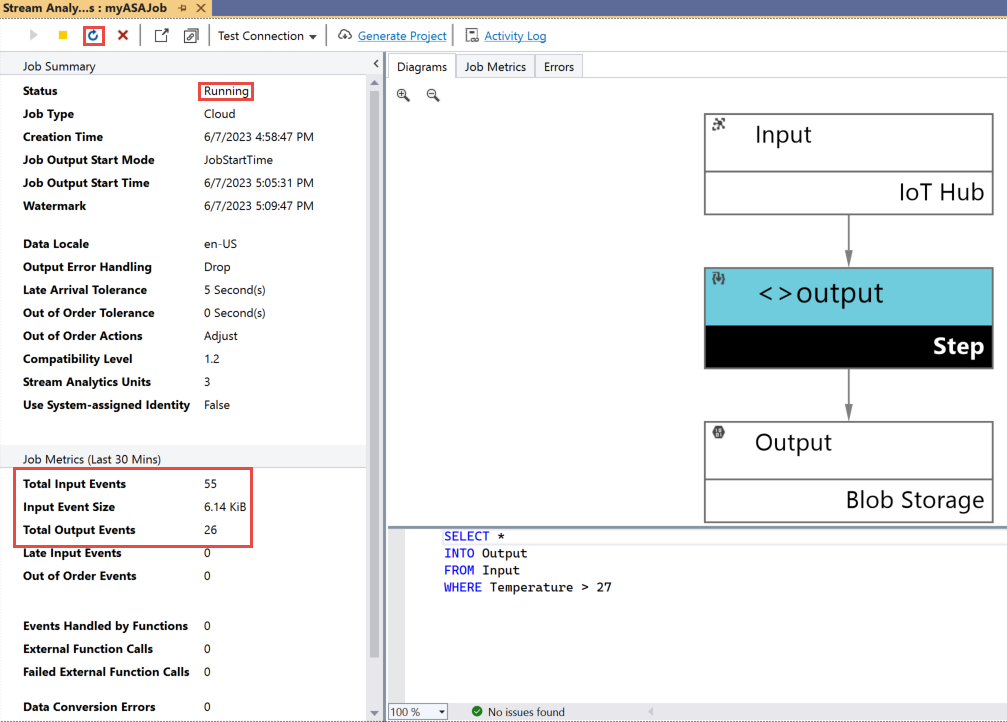 Stream Analy...s : myASAJob
Test Connection
Generate Project
Activity Log
Job Summary
Status Running
Job Type Cloud
Creation Time 6/7/2023 4:58:47 PM
Job Output Start Mode JobStartTime
Job Output Start Time 6/7/2023 5:05:31 PM
Watermark 6/7/2023 5:09:47 PM
Data Locale en-US
Output Error Handling Drop
Late Arrival Tolerance 5 Second(s)
Out of Order Tolerance 0 Second(s)
Out of Order Actions Adjust
Compatibility Level 1.2
Stream Analytics Units 3
Use System-assigned Identity False
Job Metrics (Last 30 Mins)
Total Input Events 55
Input Event Size 6.14 KiB
Total Output Events 26
Late Input Events 0
Out of Order Events 0
Events Handled by Functions 0
External Function Calls 0
Failed External Function Calls 0
Data Conversion Errors 0
Diagrams Job Metrics Errors
Input
IoT Hub
<>output
Step
Output
Blob Storage
SELECT *
INTO Output
FROM Input
WHERE Temperature > 27
100 % No issues found